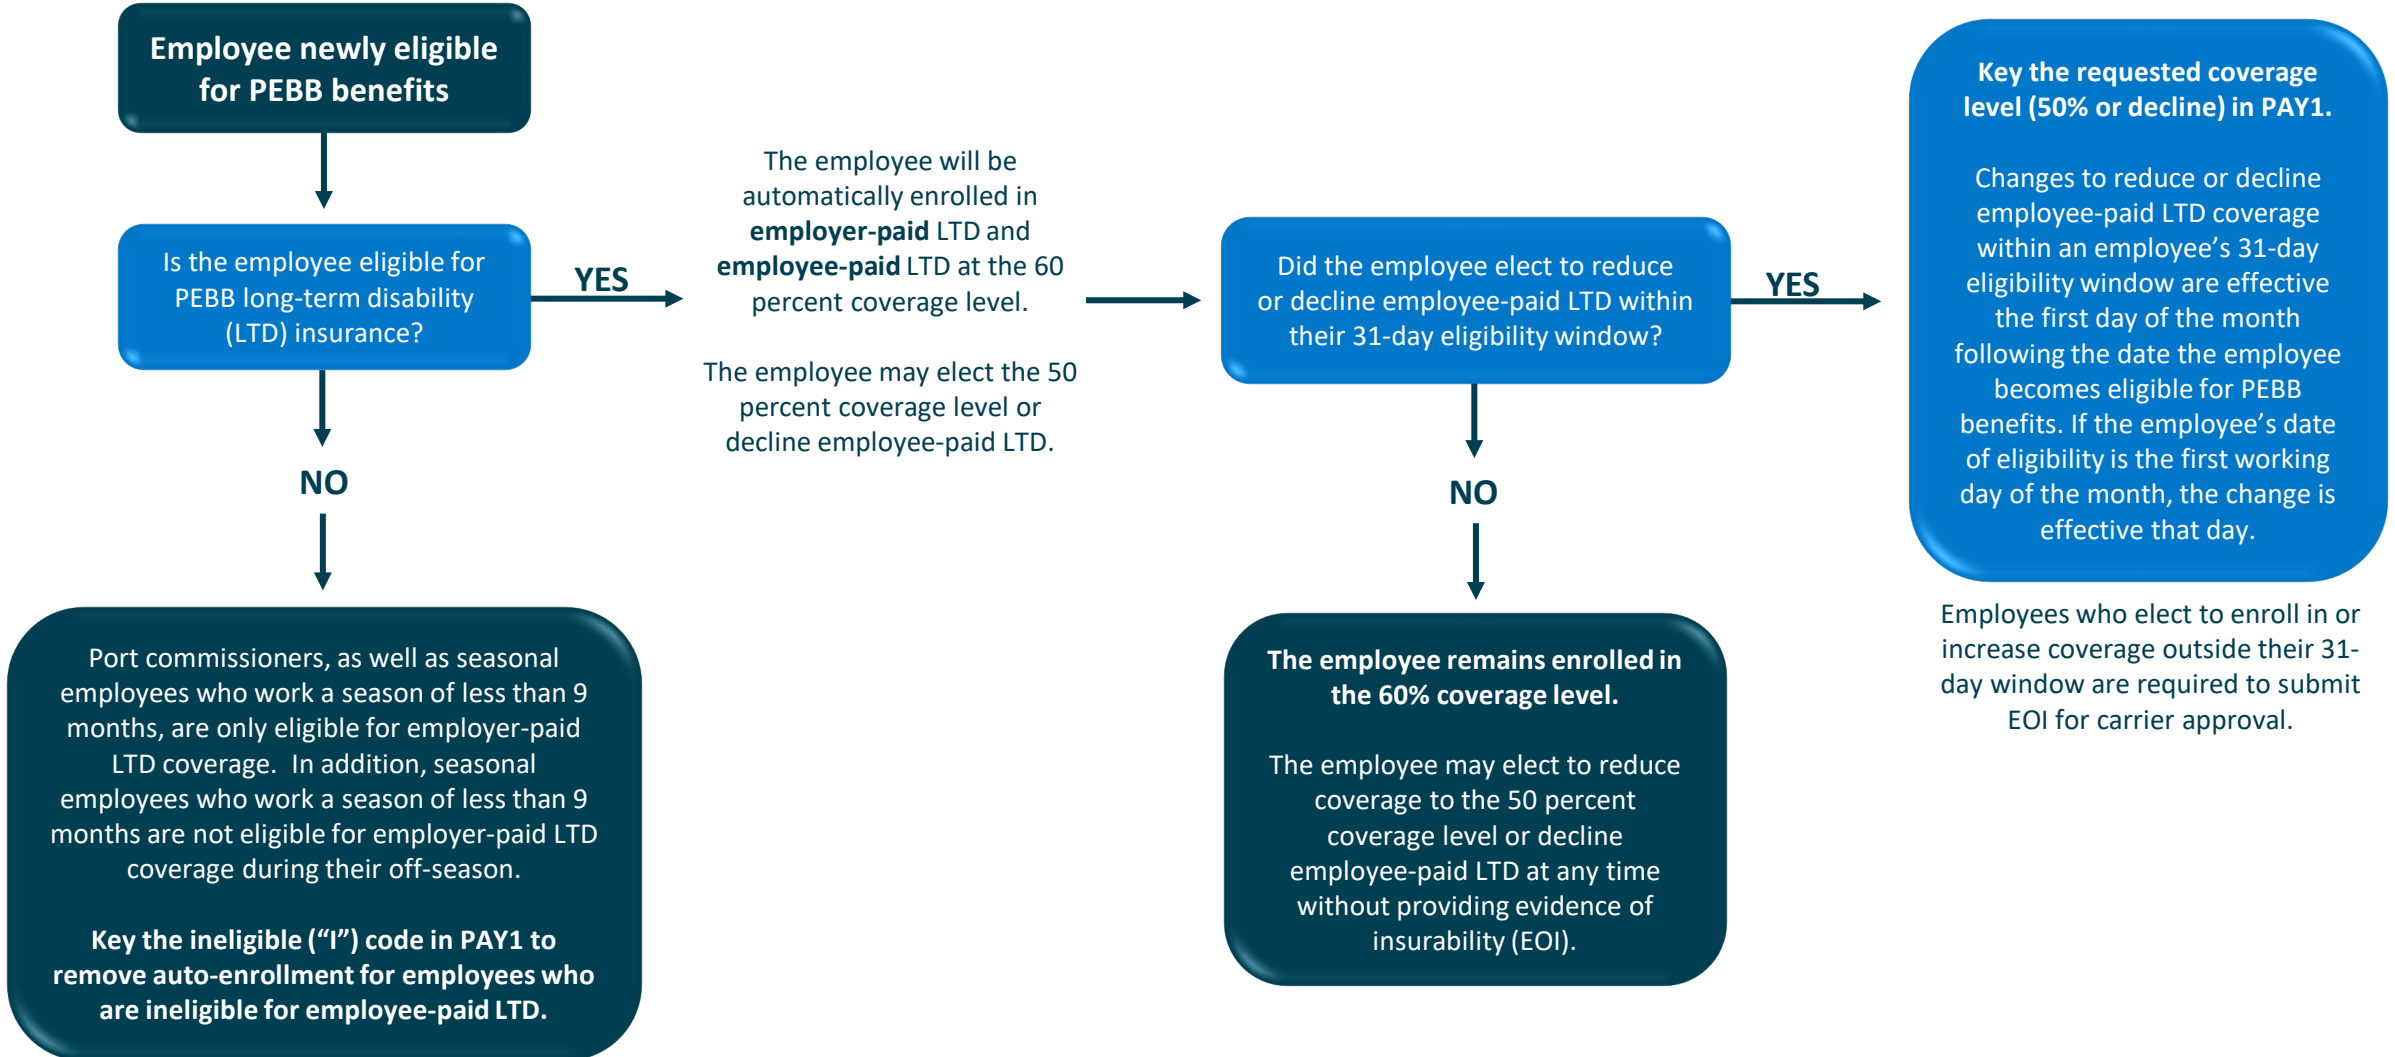 Employee newly eligible
for PEBB benefits
Is the employee eligible for
PEBB long-term disability
(LTD) insurance?
YES
NO
Port commissioners, as well as seasonal
employees who work a season of less than 9
months, are only eligible for employer-paid
LTD coverage.  In addition, seasonal
employees who work a season of less than 9
months are not eligible for employer-paid LTD
coverage during their off-season.
Key the ineligible (“I”) code in PAY1 to
remove auto-enrollment for employees who
are ineligible for employee-paid LTD.
The employee will be
automatically enrolled in
employer-paid LTD and
employee-paid LTD at the 60
percent coverage level.
The employee may elect the 50
percent coverage level or
decline employee-paid LTD.
Did the employee elect to reduce
or decline employee-paid LTD within
their 31-day eligibility window?
YES
NO
The employee remains enrolled in
the 60% coverage level.
The employee may elect to reduce
coverage to the 50 percent
coverage level or decline
employee-paid LTD at any time
without providing evidence of
insurability (EOI).
Key the requested coverage
level (50% or decline) in PAY1.
Changes to reduce or decline
employee-paid LTD coverage
within an employee’s 31-day
eligibility window are effective
the first day of the month
following the date the employee
becomes eligible for PEBB
benefits. If the employee’s date
of eligibility is the first working
day of the month, the change is
effective that day.
Employees who elect to enroll in or
increase coverage outside their 31-
day window are required to submit
EOI for carrier approval.